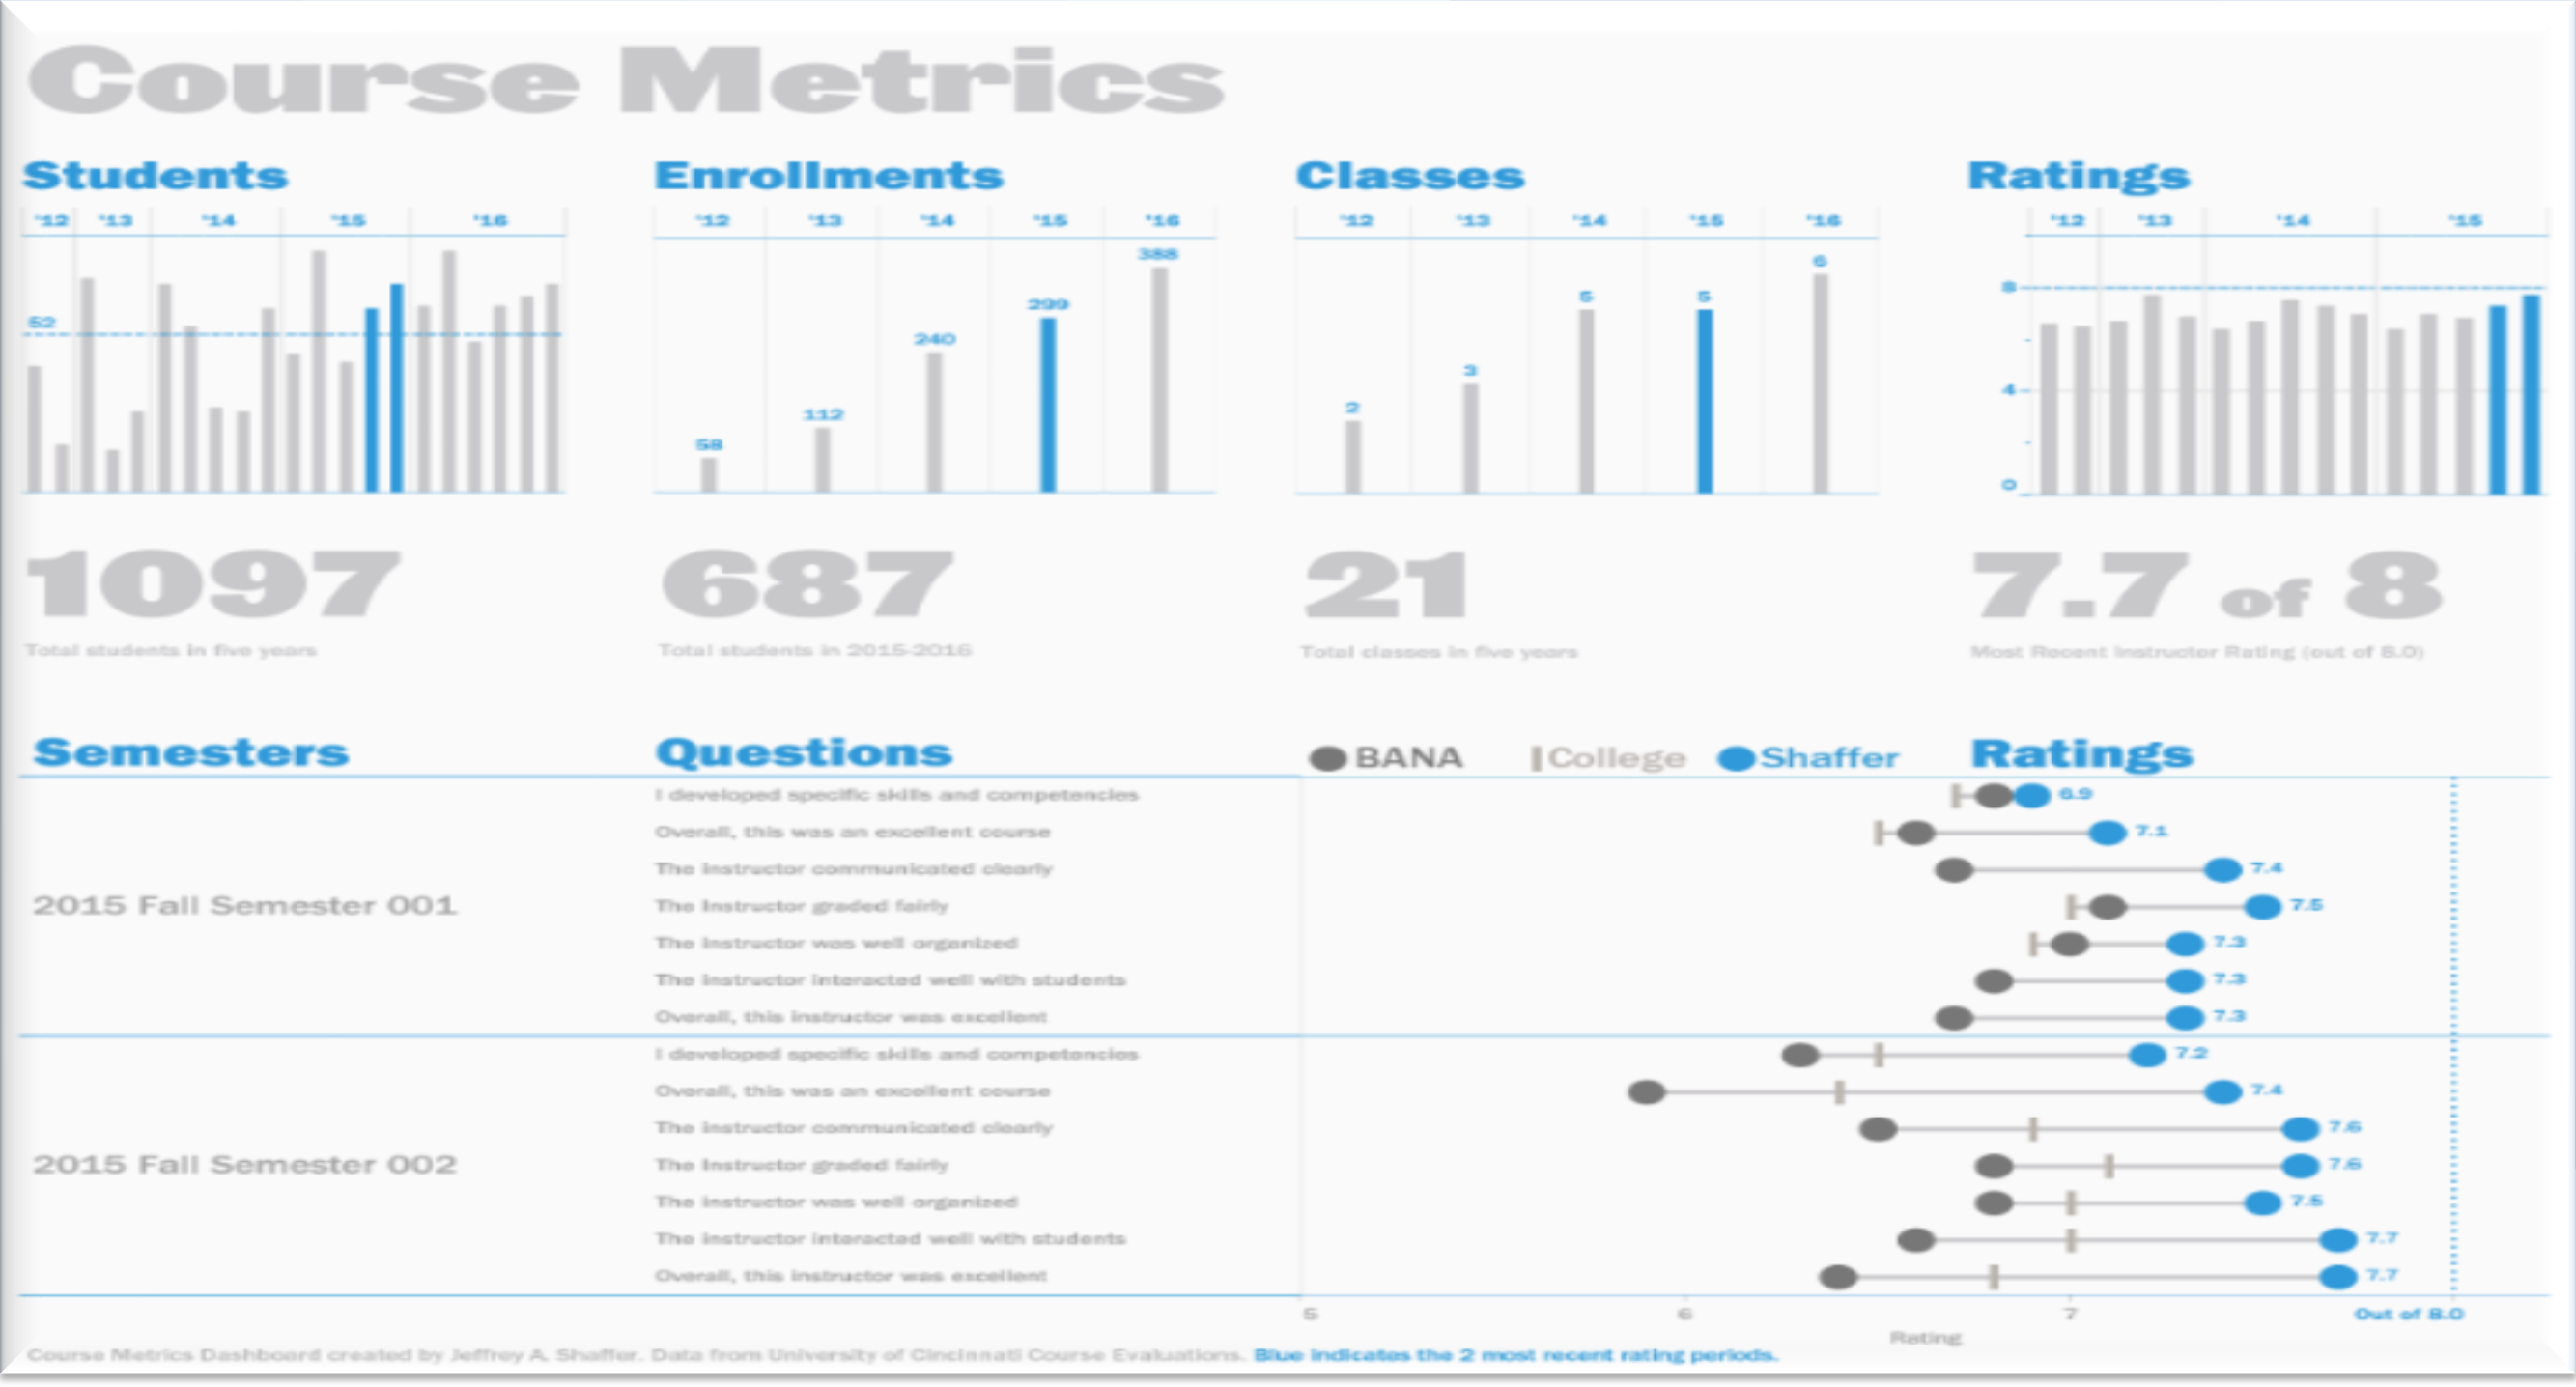 Course Metrics
Students
'12 '13 '14 '15 '16
52
Enrollments
'12 '13 '14 '15 '16
58 112 240 299 388
Classes
'12 '13 '14 '15 '16
2 3 5 5 6
Ratings
'12 '13 '14 '15
8
4
0
1097
Total students in five years
687
Total students in 2015-2016
21
Total classes in five years
7.7 of 8
Most Recent Instructor Rating (out of 8.0)
Semesters Questions BANA College Shaffer Ratings
2015 Fall Semester 001
I developed specific skills and competencies 6.9
Overall, this was an excellent course 7.1
The instructor communicated clearly 7.4
The Instructor graded fairly 7.5
The instructor was well organized 7.3
The instructor interacted well with students 7.3
Overall, this instructor was excellent 7.3
2015 Fall Semester 002
I developed specific skills and competencies 7.2
Overall, this was an excellent course 7.4
The instructor communicated clearly 7.6
The Instructor graded fairly 7.6
The instructor was well organized 7.5
The instructor interacted well with students 7.7
Overall, this instructor was excellent 7.7
5 6 7 Out of 8.0
Rating
Course Metrics Dashboard created by Jeffrey A. Shaffer. Data from University of Cincinnati Course Evaluations. Blue indicates the 2 most recent rating periods.